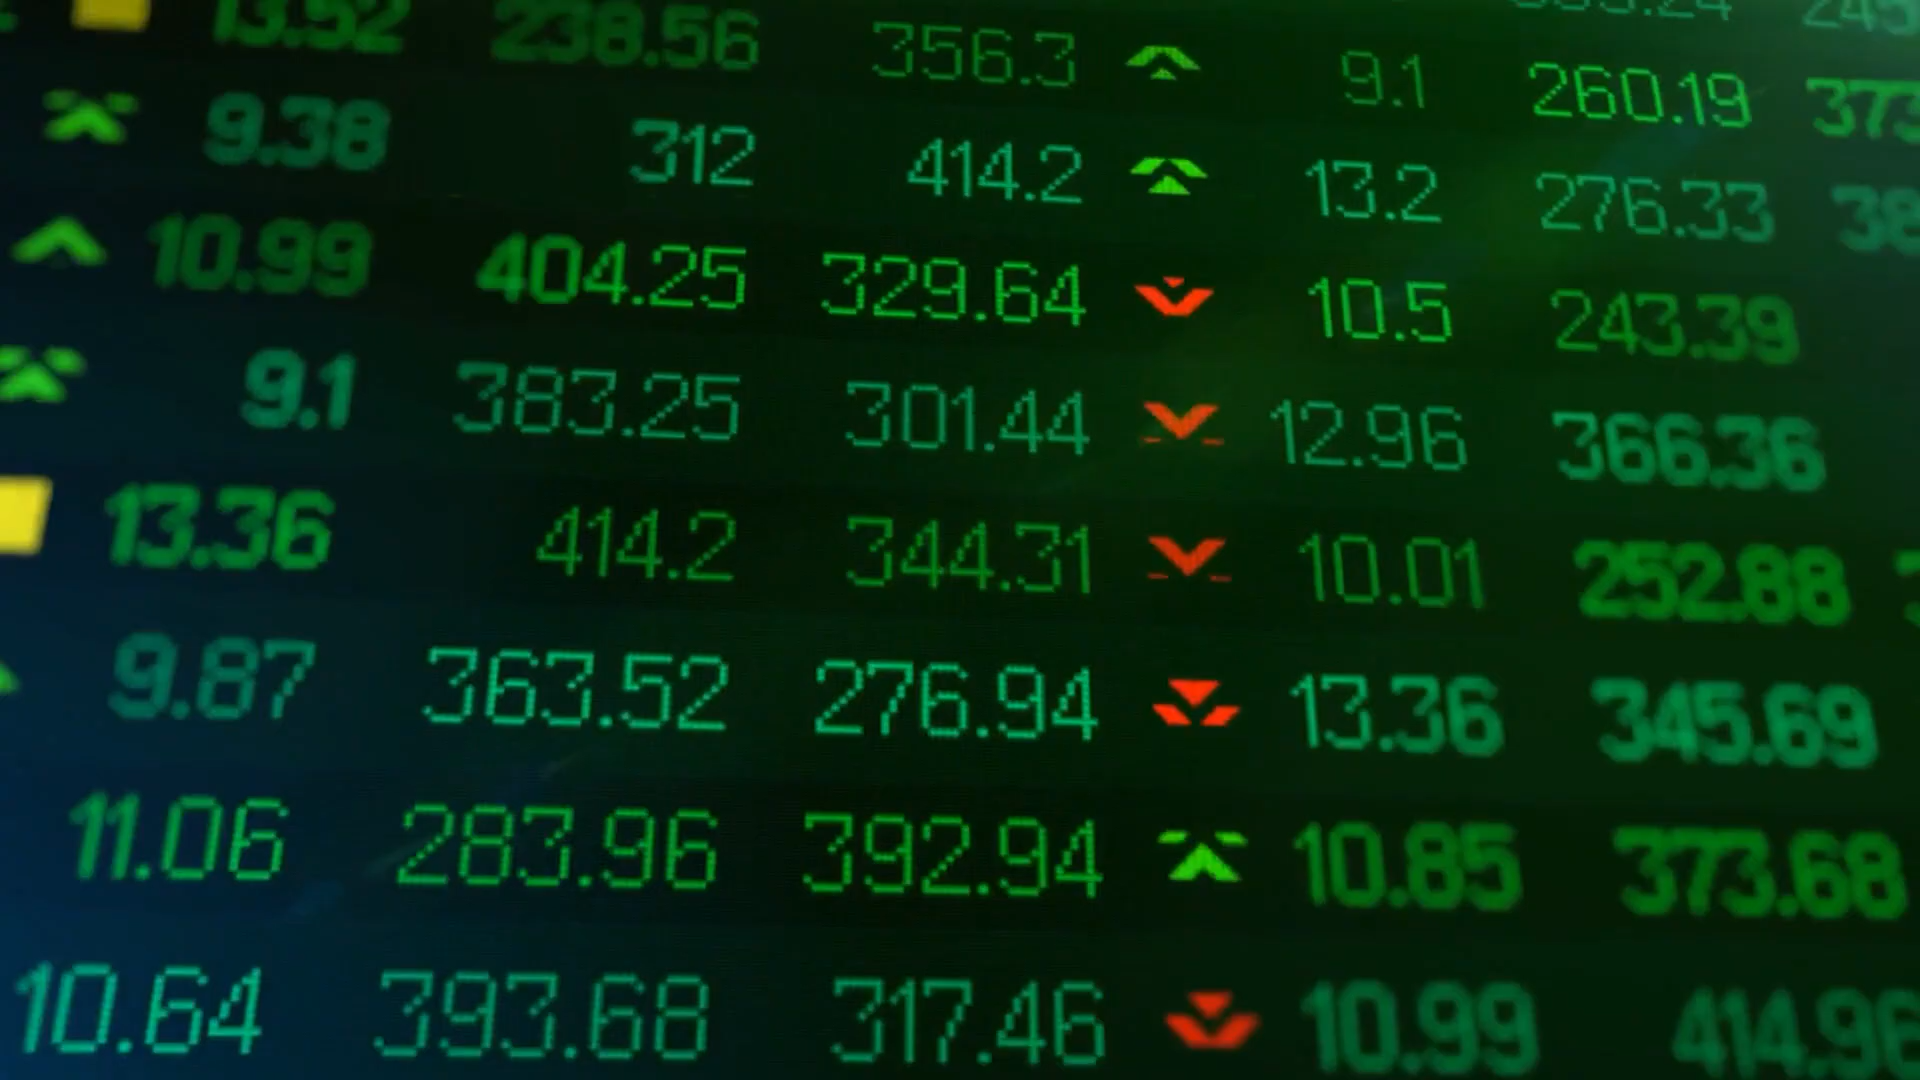 13.52 238.56 356.3 9.1 260.19 373
9.38 312 414.2 13.2 276.33 38
10.99 404.25 329.64 10.5 243.39
9.1 383.25 301.44 12.96 366.36
13.36 414.2 344.31 10.01 252.88
9.87 363.52 276.94 13.36 345.69
11.06 283.96 392.94 10.85 373.68
10.64 393.68 317.46 10.99 414.96